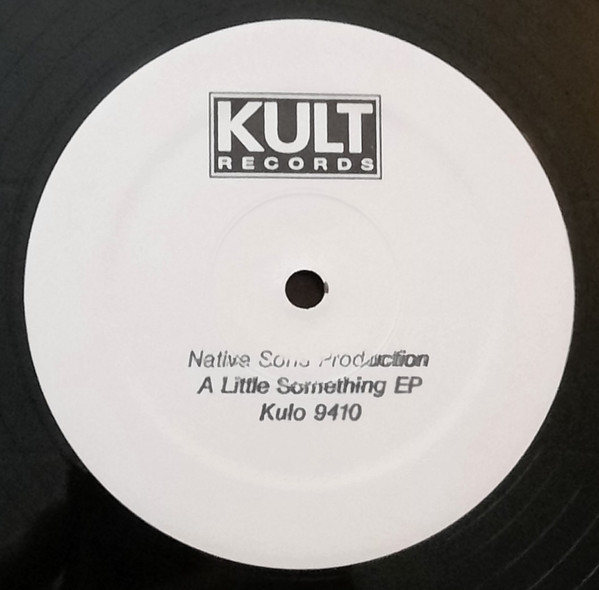 KULT
RECORDS
Native Sons Production
A Little Something EP
Kulo 9410